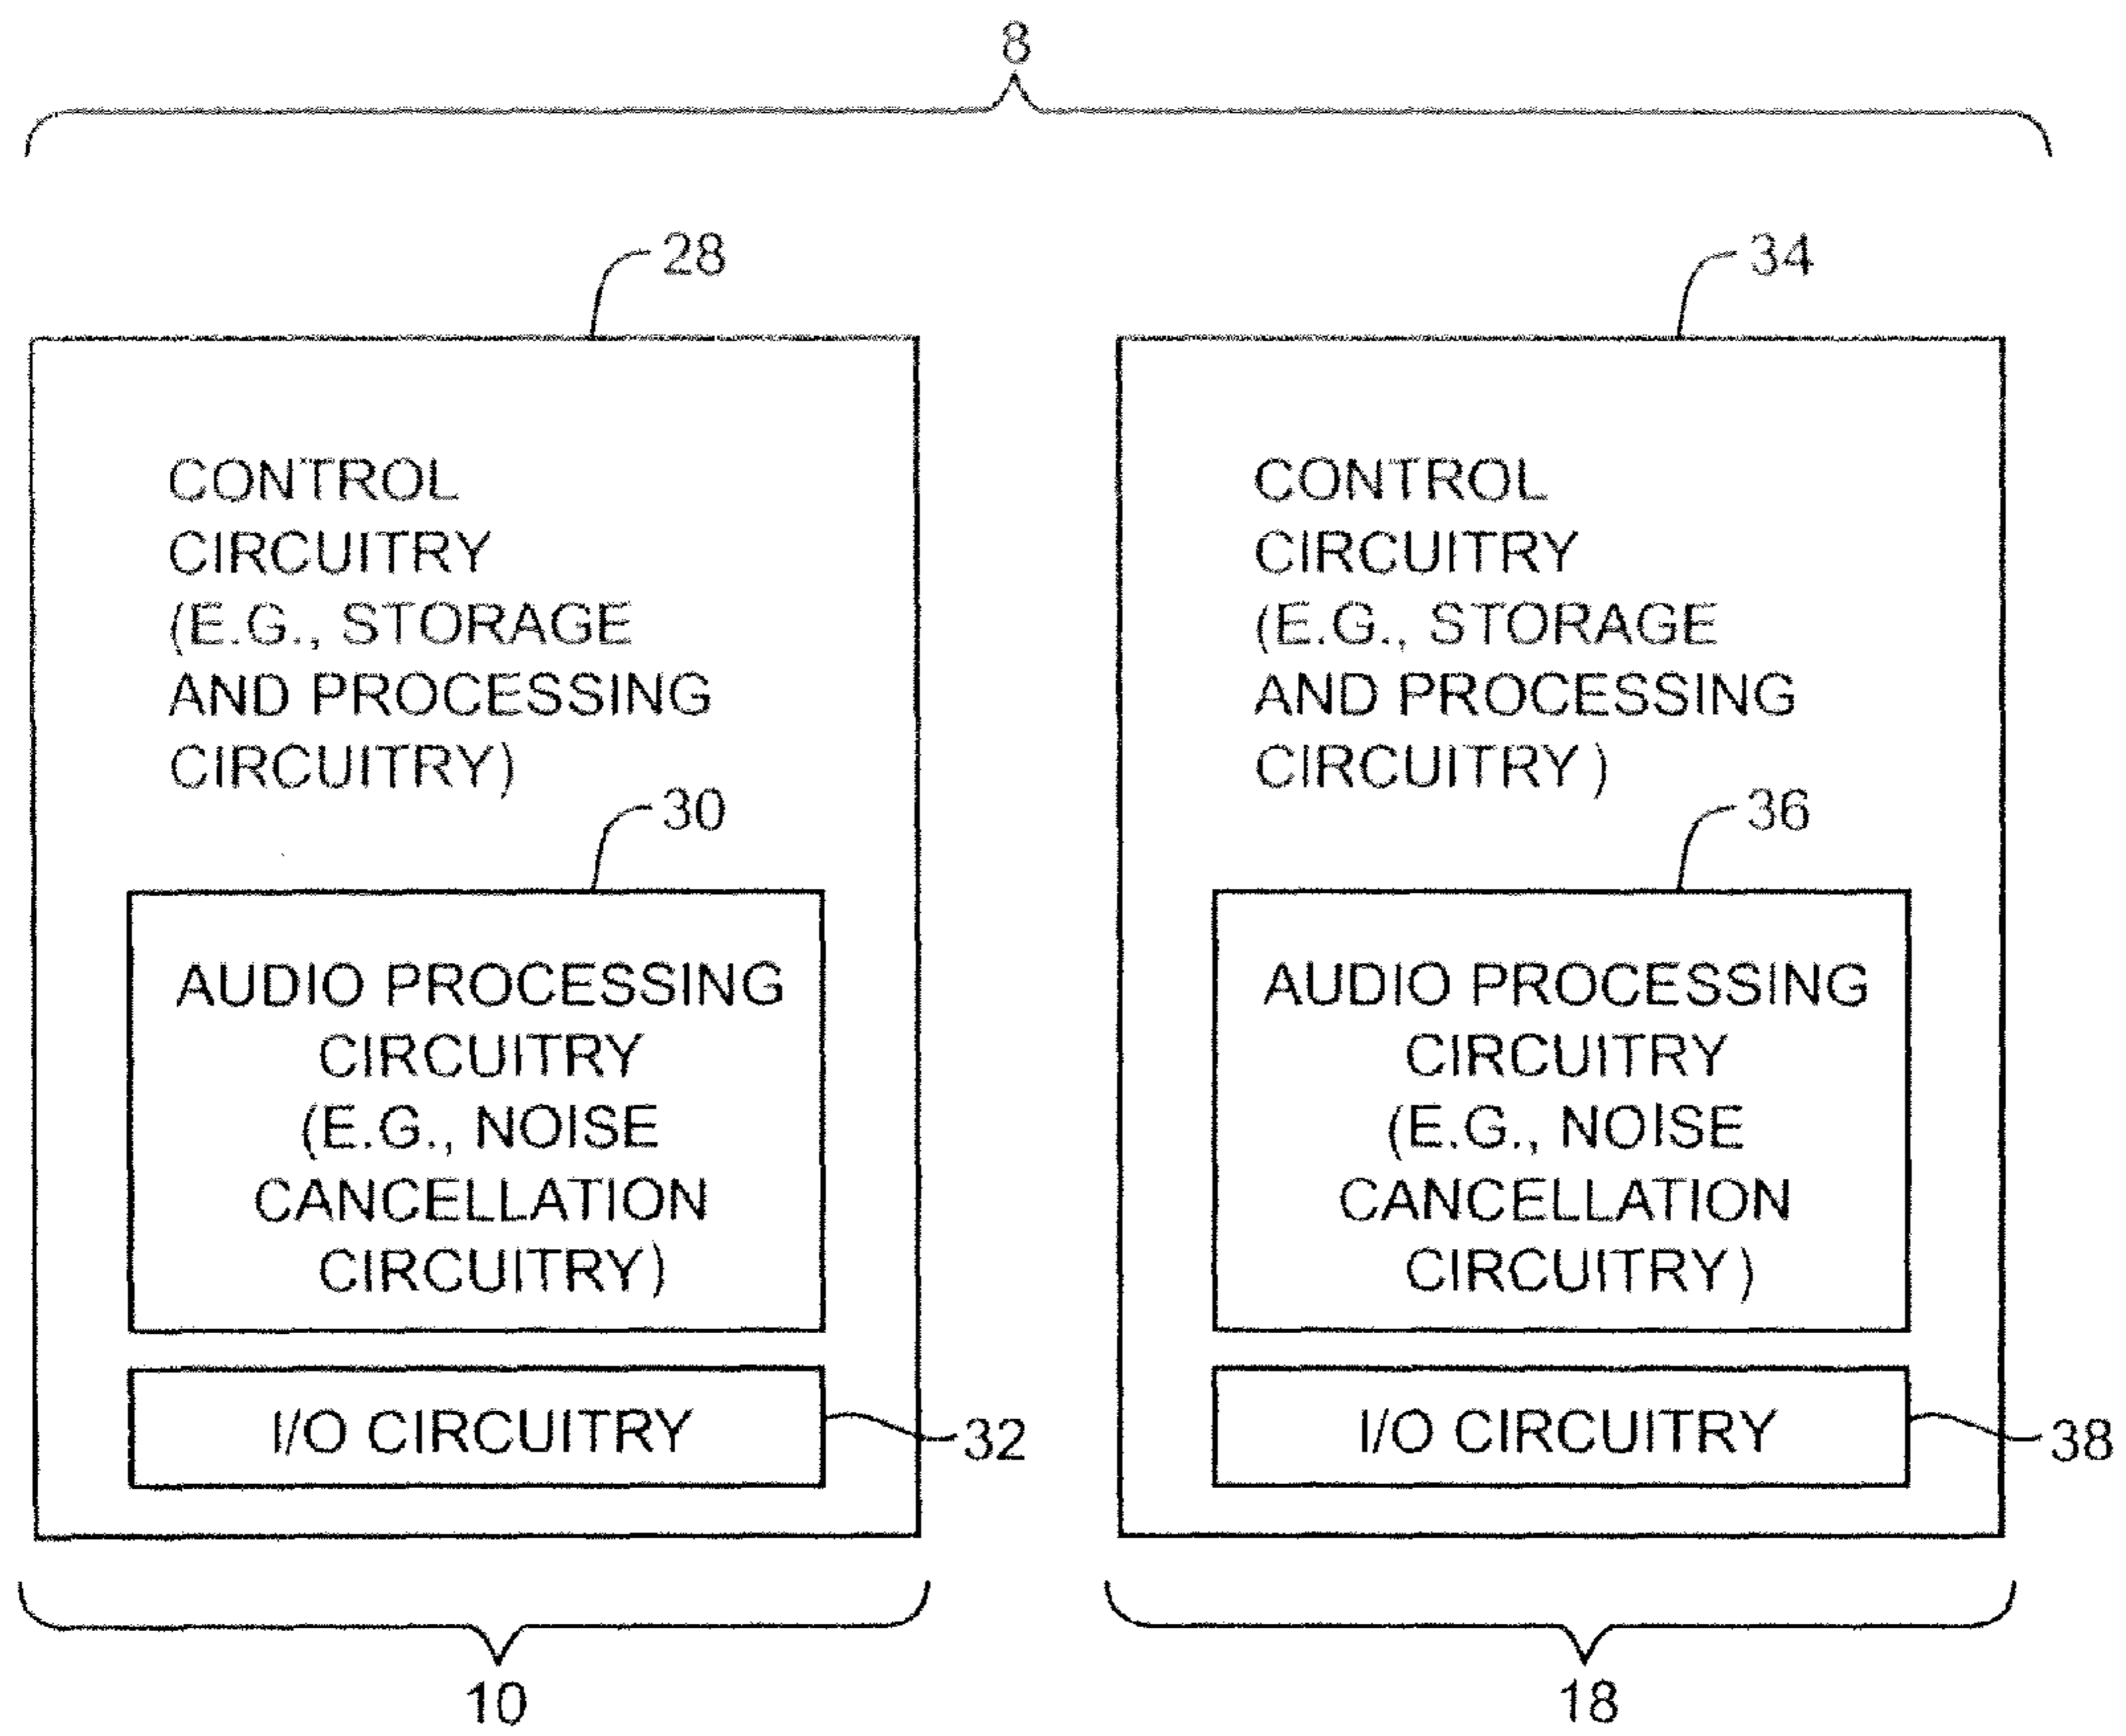 8
28
CONTROL
CIRCUITRY
(E.G., STORAGE
AND PROCESSING
CIRCUITRY)
30
AUDIO PROCESSING
CIRCUITRY
(E.G., NOISE
CANCELLATION
CIRCUITRY)
I/O CIRCUITRY
32
10
34
CONTROL
CIRCUITRY
(E.G., STORAGE
AND PROCESSING
CIRCUITRY)
36
AUDIO PROCESSING
CIRCUITRY
(E.G., NOISE
CANCELLATION
CIRCUITRY)
I/O CIRCUITRY
38
18